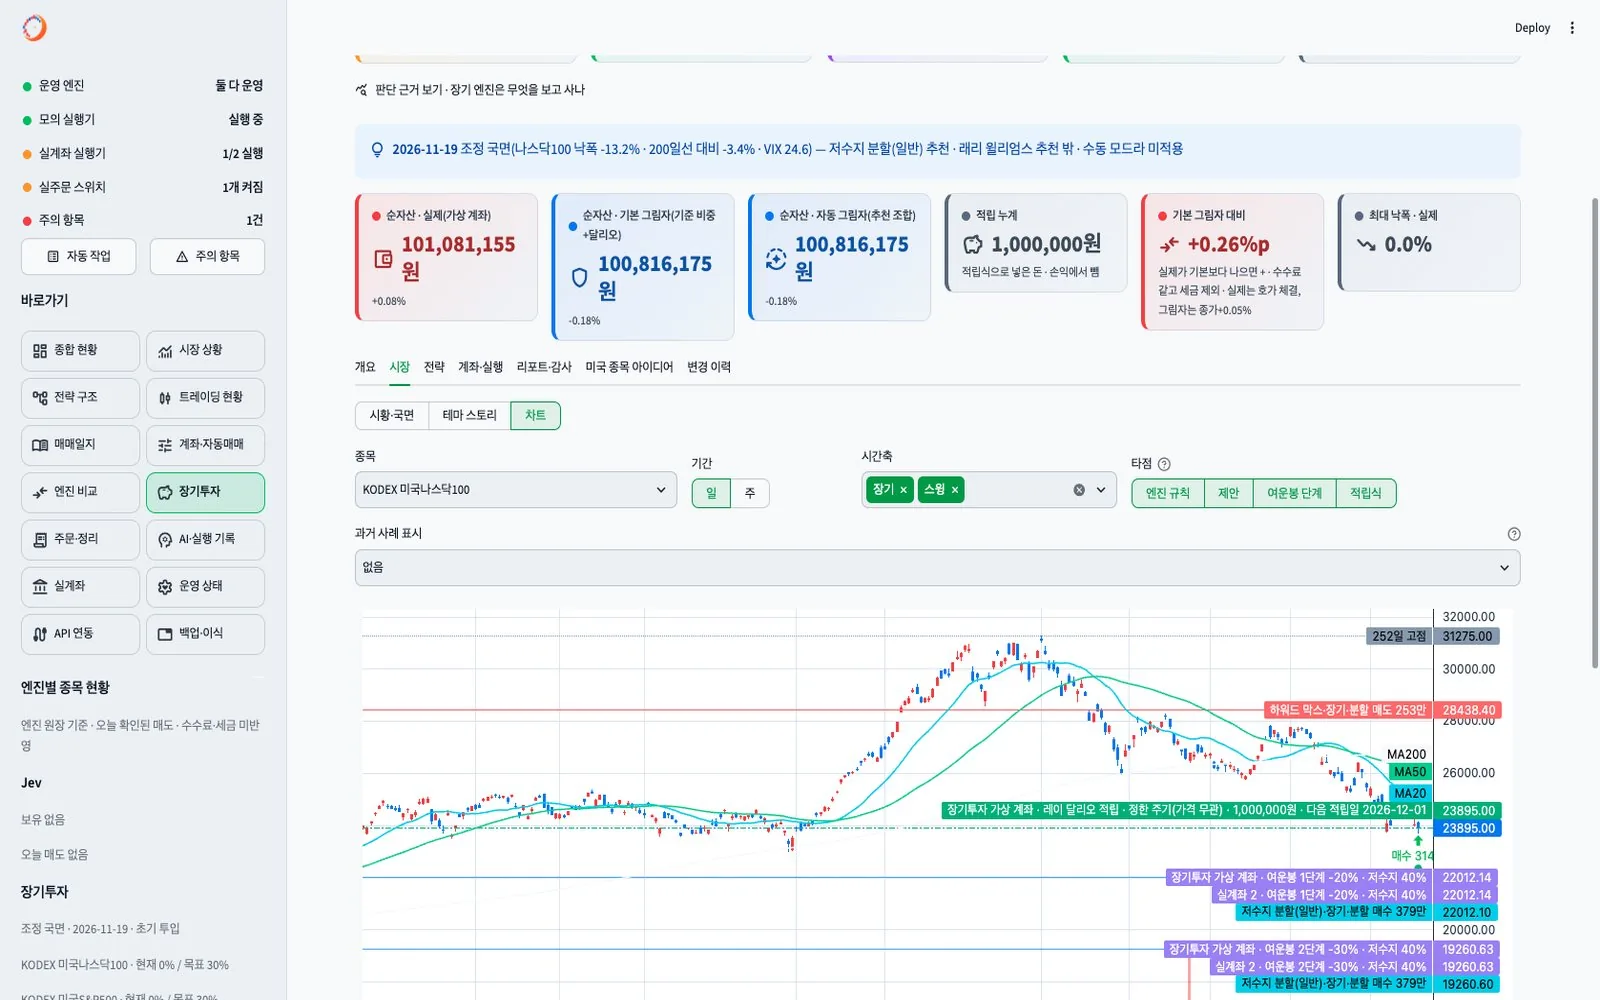 Deploy
운영 엔진 둘 다 운영
모의 실행기 실행 중
실계좌 실행기 1/2 실행
실주문 스위치 1개 켜짐
주의 항목 1건
자동 작업 주의 항목
바로가기
종합 현황 시장 상황
전략 구조 트레이딩 현황
매매일지 계좌·자동매매
엔진 비교 장기투자
주문·정리 AI·실행 기록
실계좌 운영 상태
API 연동 백업·이식
엔진별 종목 현황
엔진 원장 기준 · 오늘 확인된 매도 · 수수료·세금 미반
영
Jev
보유 없음
오늘 매도 없음
장기투자
조정 국면 · 2026-11-19 · 초기 투입
KODEX 미국나스닥100 · 현재 0% / 목표 30%
KODEX 미국S&P500 · 현재 0% / 목표 30%
판단 근거 보기 · 장기 엔진은 무엇을 보고 사나
2026-11-19 조정 국면(나스닥100 낙폭 -13.2% · 200일선 대비 -3.4% · VIX 24.6) — 저수지 분할(일반) 추천 · 래리 윌리엄스 추천 밖 · 수동 모드라 미적용
순자산 · 실제(가상 계좌)
101,081,155
원
+0.08%
순자산 · 기본 그림자(기준 비중
+달리오)
100,816,175
원
-0.18%
순자산 · 자동 그림자(추천 조합)
100,816,175
원
-0.18%
적립 누계
1,000,000원
적립식으로 넣은 돈 · 손익에서 뺌
기본 그림자 대비
+0.26%p
실제가 기본보다 나으면 + · 수수료
같고 세금 제외 · 실제는 호가 체결,
그림자는 종가+0.05%
최대 낙폭 · 실제
0.0%
개요 시장 전략 계좌·실행 리포트·감사 미국 종목 아이디어 변경 이력
시황·국면 테마 스토리 차트
종목
KODEX 미국나스닥100
기간
일 주
시간축
장기 × 스윙 ×
타점
엔진 규칙 제안 여운봉 단계 적립식
과거 사례 표시
없음
32000.00
252일 고점 31275.00
30000.00
하워드 막스·장기·분할 매도 253만 28438.40
28000.00
MA200
MA50
26000.00
MA20
장기투자 가상 계좌 · 레이 달리오 적립 · 정한 주기(가격 무관) · 1,000,000원 · 다음 적립일 2026-12-01 23895.00
23895.00
매수 314
장기투자 가상 계좌 · 여운봉 1단계 -20% · 저수지 40% 22012.14
실계좌 2 · 여운봉 1단계 -20% · 저수지 40% 22012.14
저수지 분할(일반)·장기·분할 매수 379만 22012.10
20000.00
장기투자 가상 계좌 · 여운봉 2단계 -30% · 저수지 40% 19260.63
실계좌 2 · 여운봉 2단계 -30% · 저수지 40% 19260.63
저수지 분할(일반)·장기·분할 매수 379만 19260.60